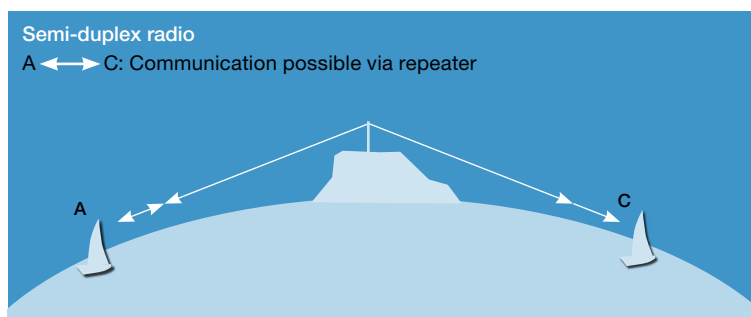 Semi-duplex radio
A C: Communication possible via repeater
A
C